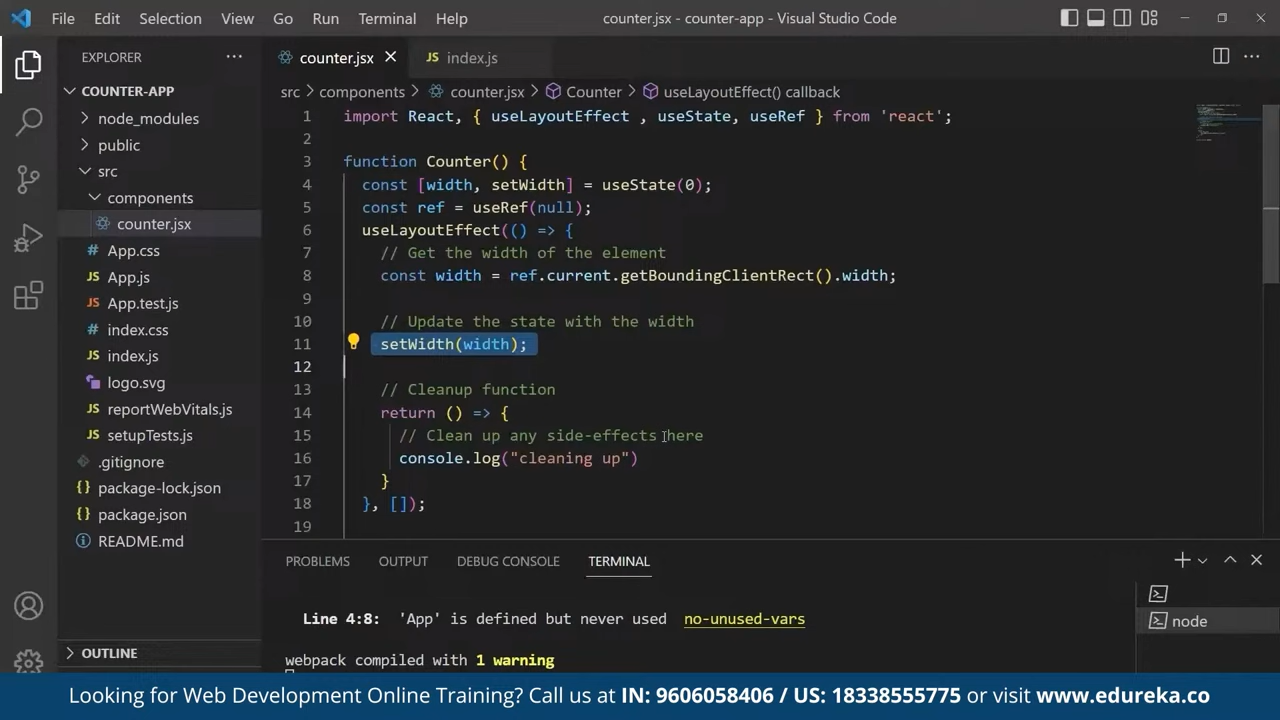 File Edit Selection View Go Run Terminal Help counter.jsx - counter-app - Visual Studio Code
EXPLORER
COUNTER-APP
node_modules
public
src
components
counter.jsx
App.css
App.js
App.test.js
index.css
index.js
logo.svg
reportWebVitals.js
setupTests.js
.gitignore
package-lock.json
package.json
README.md
OUTLINE
counter.jsx index.js
src > components > counter.jsx > Counter > useLayoutEffect() callback
1 import React, { useLayoutEffect , useState, useRef } from 'react';
2
3 function Counter() {
4 const [width, setWidth] = useState(0);
5 const ref = useRef(null);
6 useLayoutEffect(() => {
7 // Get the width of the element
8 const width = ref.current.getBoundingClientRect().width;
9
10 // Update the state with the width
11 setWidth(width);
12
13 // Cleanup function
14 return () => {
15 // Clean up any side-effects here
16 console.log("cleaning up")
17 }
18 }, []);
19
PROBLEMS OUTPUT DEBUG CONSOLE TERMINAL
Line 4:8: 'App' is defined but never used no-unused-vars
webpack compiled with 1 warning
node
Looking for Web Development Online Training? Call us at IN: 9606058406 / US: 18338555775 or visit www.edureka.co